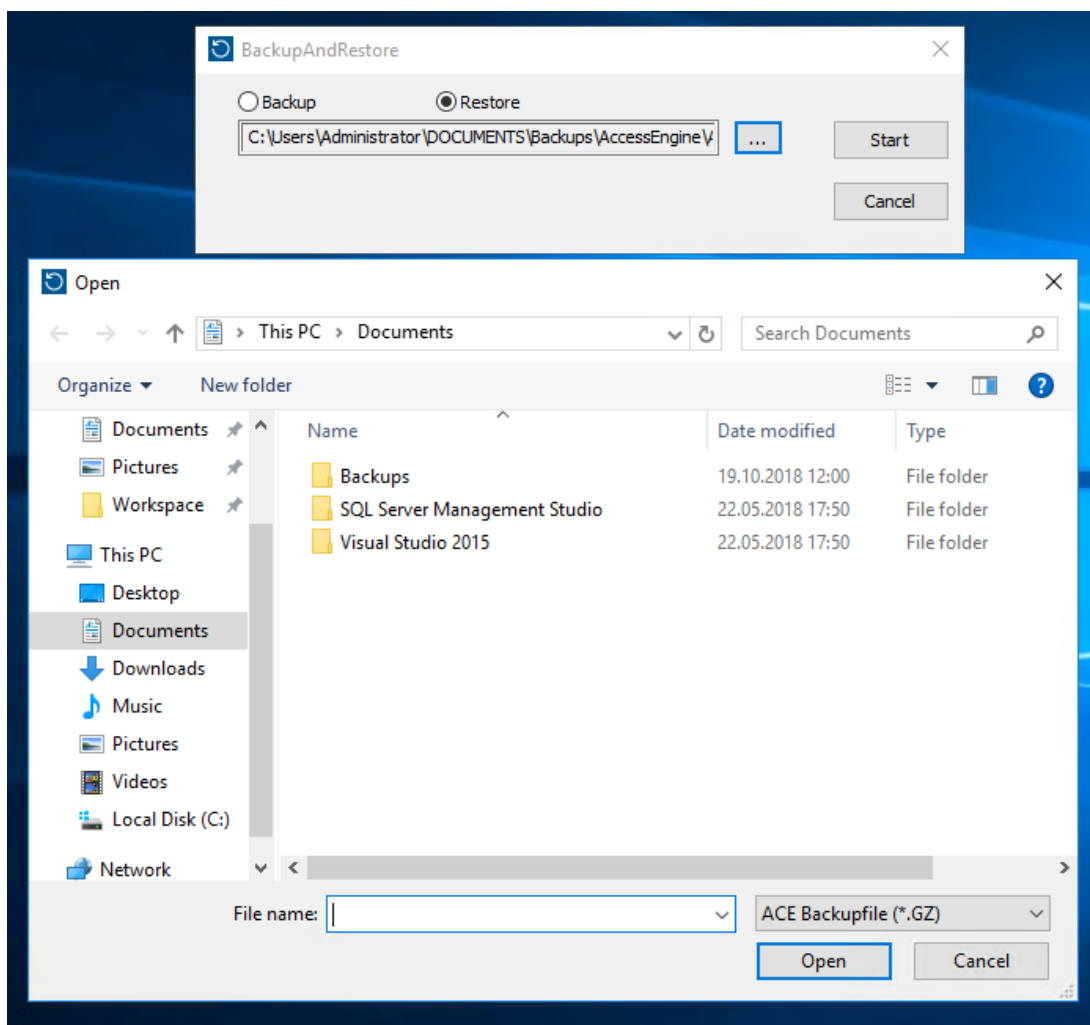 BackupAndRestore
Backup Restore
C:\Users\Administrator\DOCUMENTS\Backups\AccessEngine\ ... Start
Cancel
Open
This PC > Documents Search Documents
Organize New folder ?
Documents Name Date modified Type
Pictures Backups 19.10.2018 12:00 File folder
Workspace SQL Server Management Studio 22.05.2018 17:50 File folder
This PC Visual Studio 2015 22.05.2018 17:50 File folder
Desktop
Documents
Downloads
Music
Pictures
Videos
Local Disk (C:)
Network
File name: ACE Backupfile (*.GZ)
Open Cancel